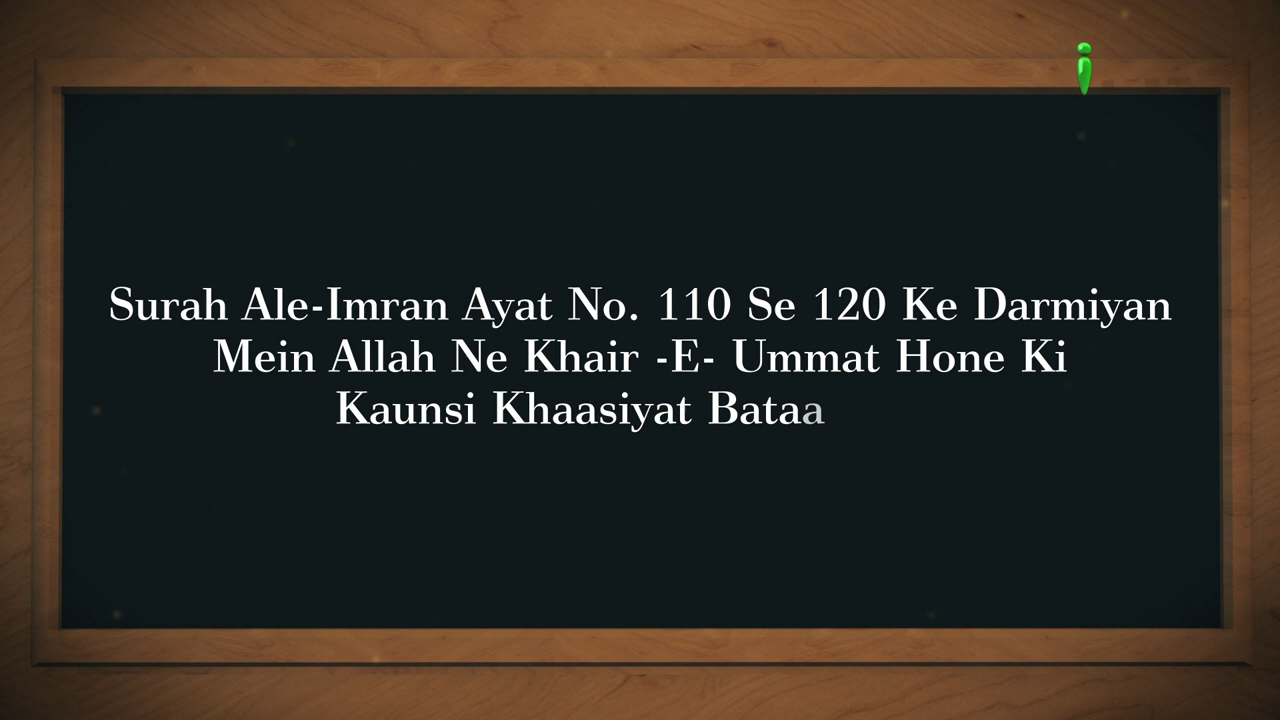 Surah Ale-Imran Ayat No. 110 Se 120 Ke Darmiyan
Mein Allah Ne Khair -E- Ummat Hone Ki
Kaunsi Khaasiyat Bataa